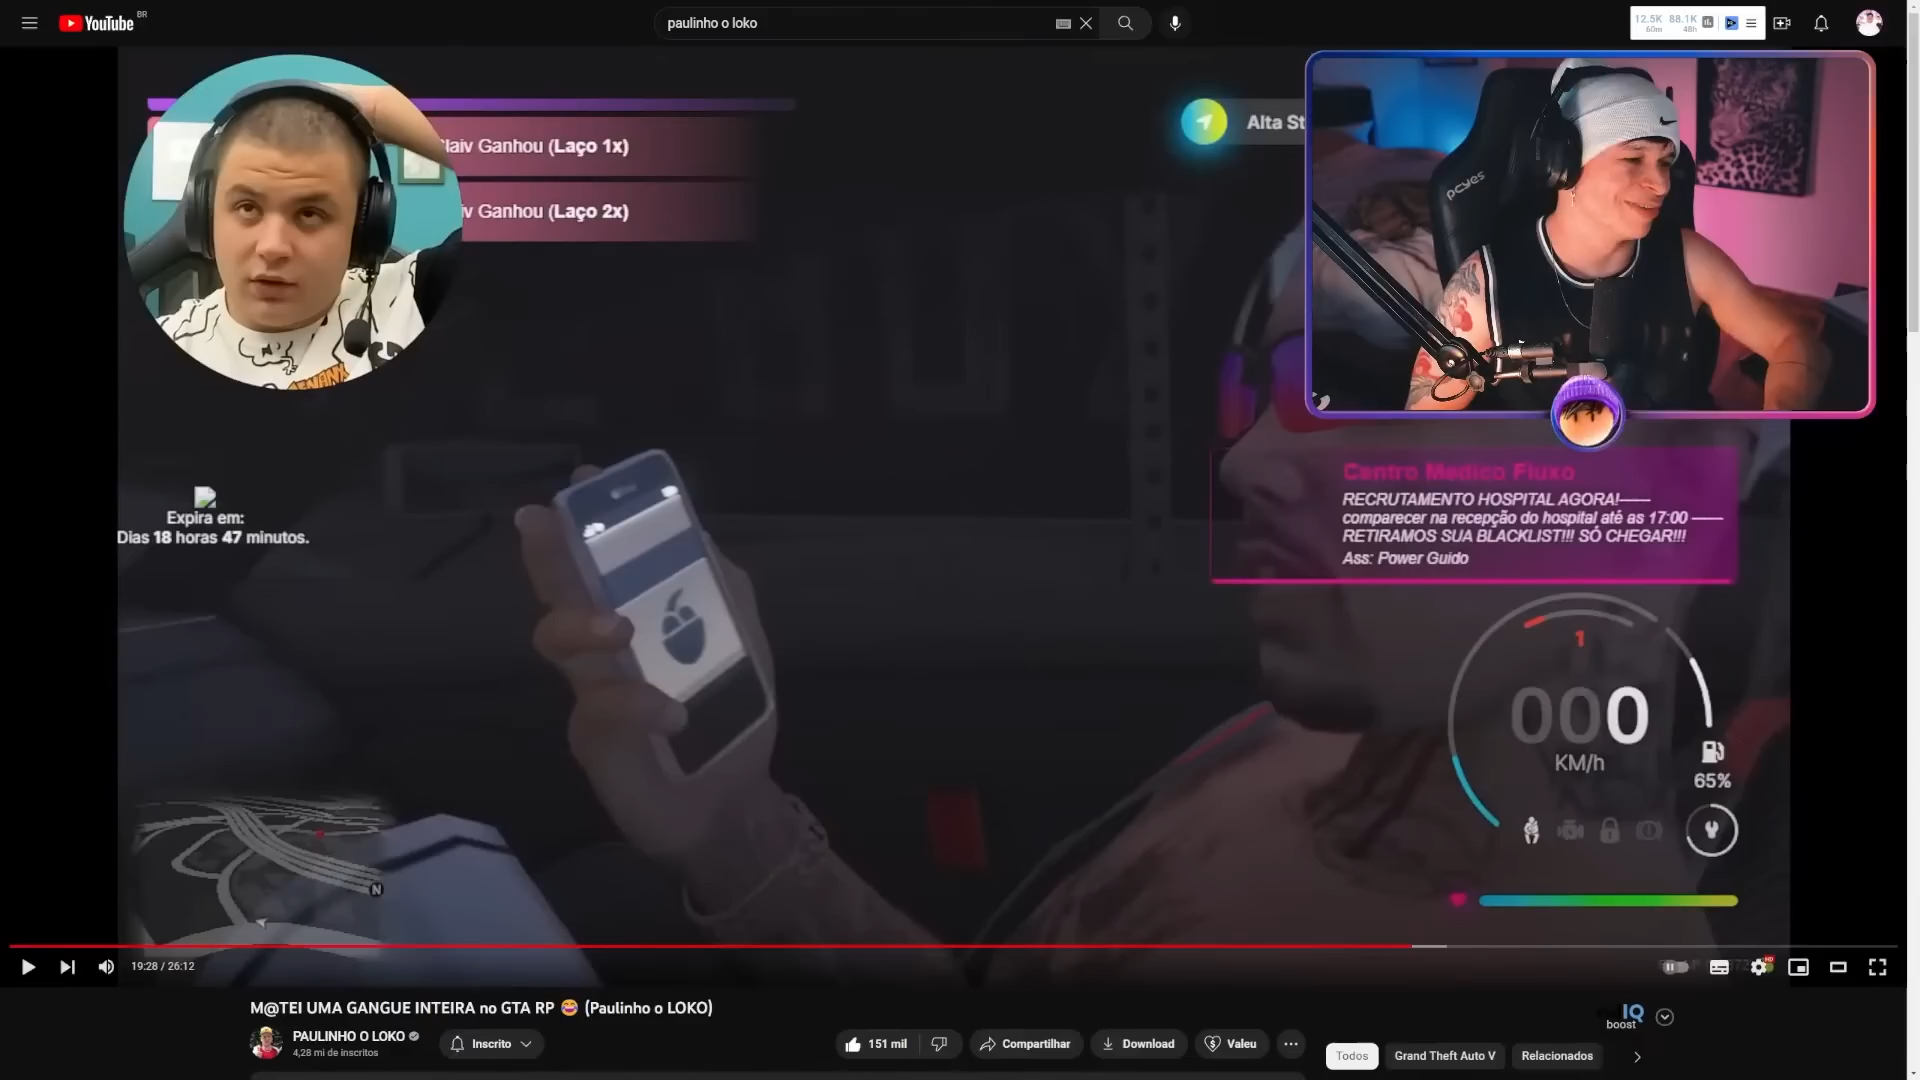 YouTube BR
paulinho o loko
12.5K 88.1K
60m 48h
laiv Ganhou (Laço 1x)
iv Ganhou (Laço 2x)
Alta St
pcyes
Expira em:
Dias 18 horas 47 minutos.
Centro Medico Fluxo
RECRUTAMENTO HOSPITAL AGORA!——
comparecer na recepção do hospital até as 17:00 ——
RETIRAMOS SUA BLACKLIST!!! SÓ CHEGAR!!!
Ass: Power Guido
1
000
KM/h
65%
N
19:28 / 26:12
HD
M@TEI UMA GANGUE INTEIRA no GTA RP 😂 (Paulinho o LOKO)
IQ
boost
PAULINHO O LOKO
4,28 mi de inscritos
Inscrito
151 mil
Compartilhar
Download
Valeu
Todos
Grand Theft Auto V
Relacionados